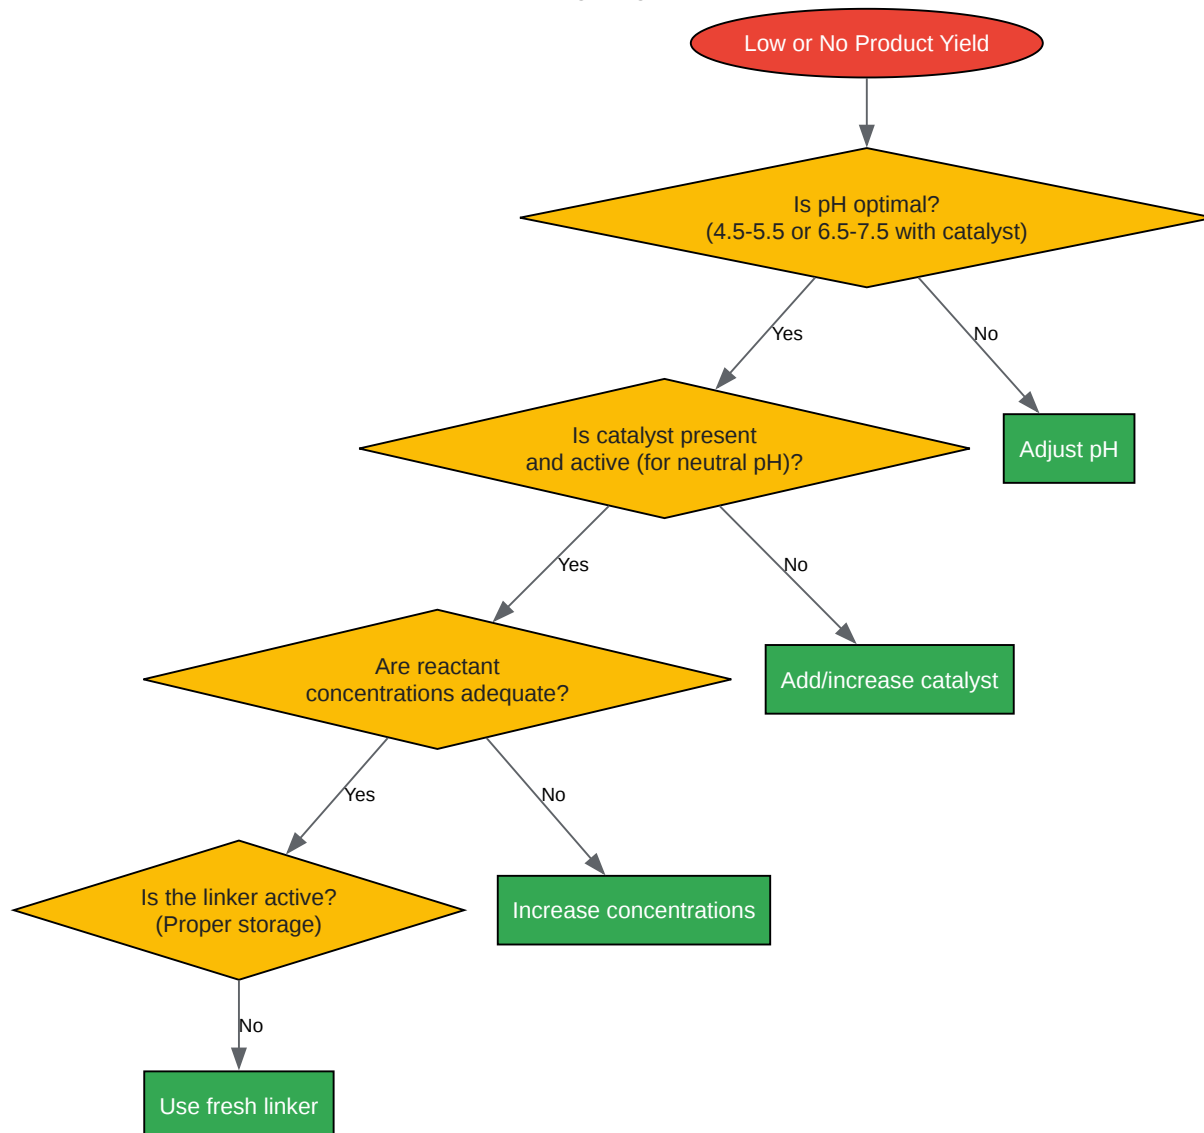 Low or No Product Yield
Is pH optimal?
(4.5-5.5 or 6.5-7.5 with catalyst)
Yes
No
Is catalyst present
and active (for neutral pH)?
Adjust pH
Yes
No
Are reactant
concentrations adequate?
Add/increase catalyst
Yes
No
Is the linker active?
(Proper storage)
Increase concentrations
No
Use fresh linker